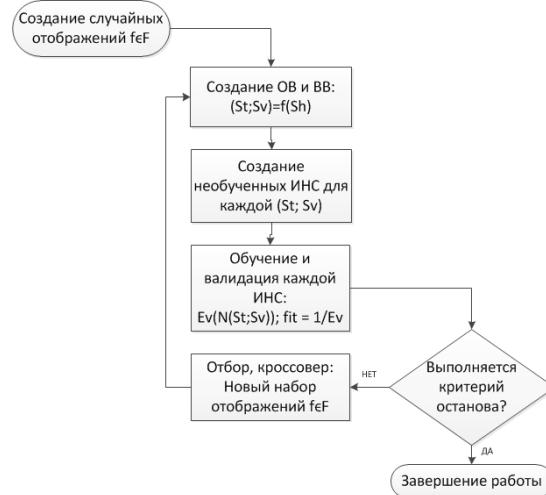 Создание случайных
отображений fєF
Создание ОВ и ВВ:
(St;Sv)=f(Sh)
Создание
необученных ИНС для
каждой (St; Sv)
Обучение и
валидация каждой
ИНС:
Ev(N(St;Sv)); fit = 1/Ev
Выполняется
критерий
останова?
НЕТ
Отбор, кроссовер:
Новый набор
отображений fєF
ДА
Завершение работы